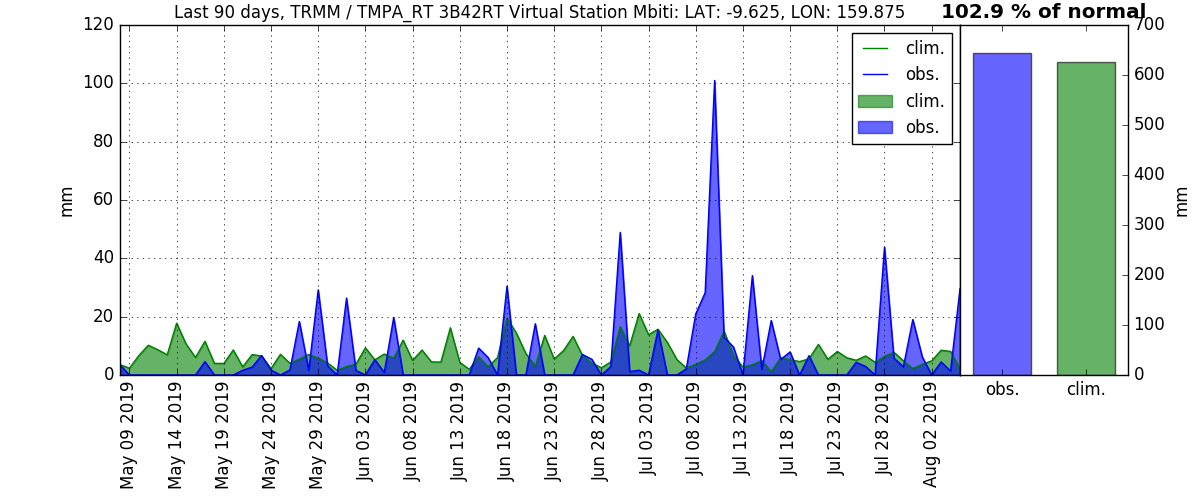 Last 90 days, TRMM / TMPA_RT 3B42RT Virtual Station Mbiti: LAT: -9.625, LON: 159.875
102.9 % of normal
120
100
80
60
40
20
0
mm
clim.
obs.
clim.
obs.
May 09 2019
May 14 2019
May 19 2019
May 24 2019
May 29 2019
Jun 03 2019
Jun 08 2019
Jun 13 2019
Jun 18 2019
Jun 23 2019
Jun 28 2019
Jul 03 2019
Jul 08 2019
Jul 13 2019
Jul 18 2019
Jul 23 2019
Jul 28 2019
Aug 02 2019
700
600
500
400
300
200
100
0
mm
obs.
clim.